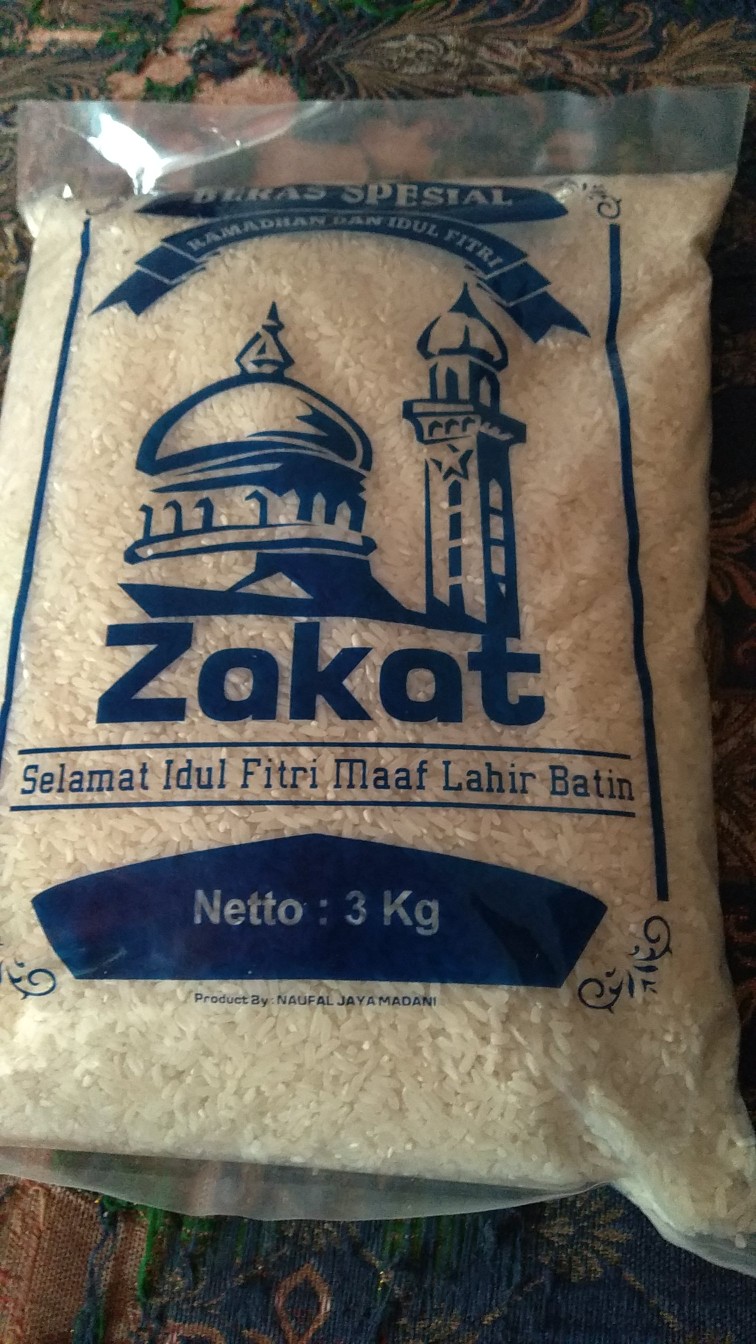 BERAS SPESIAL
RAMADHAN DAN IDUL FITRI
Zakat
Selamat Idul Fitri Maaf Lahir Batin
Netto : 3 Kg
Product By : NAUFAL JAYA MADANI